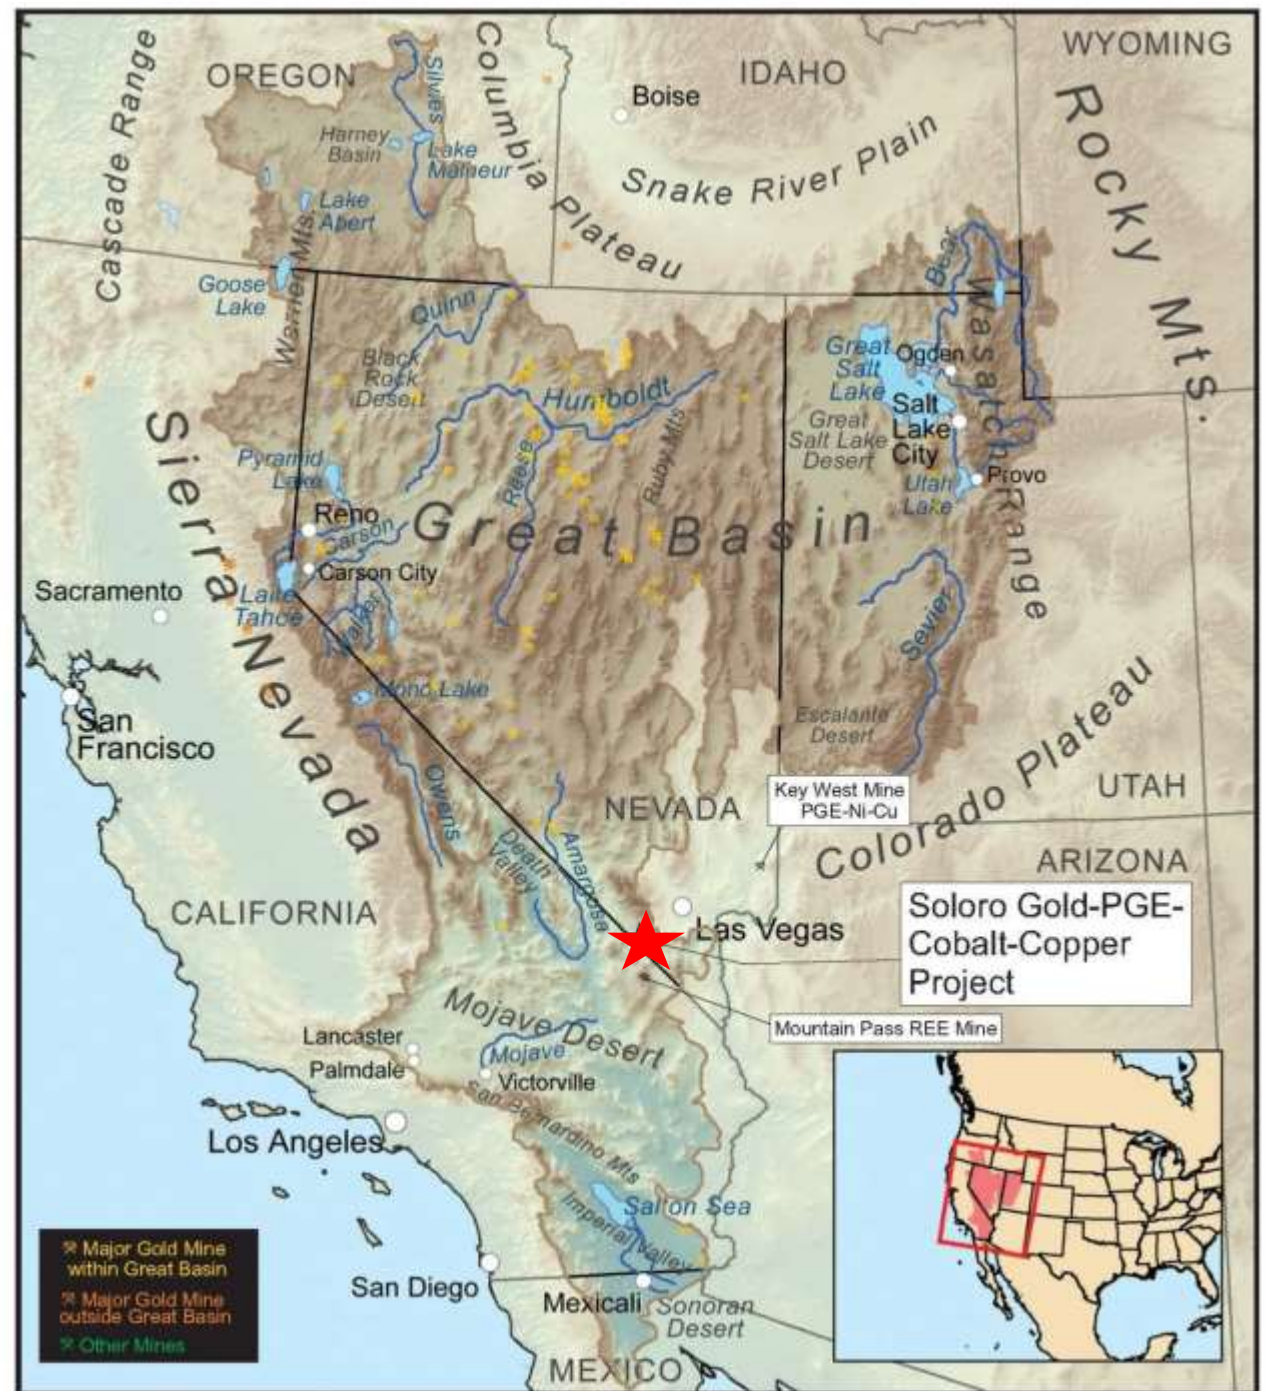 WYOMING
OREGON
IDAHO
Cascade Range
Silvies
Columbia Plateau
Boise
Rocky Mts.
Harney
Basin
Lake
Malheur
Snake River Plain
Lake
Abert
Warner Mts
Goose
Lake
Quinn
Bear
Wasatch Range
Black
Rock
Desert
Great
Salt
Lake
Ogden
Humboldt
Salt
Lake
City
Great
Salt Lake
Desert
Sierra Nevada
Pyramid
Lake
Reese
Ruby Mts
Provo
Utah
Lake
Reno
Carson
Great Basin
Carson City
Sacramento
Lake
Tahoe
Walker
Sevier
Mono Lake
San
Francisco
Escalante
Desert
Colorado Plateau
Owens
NEVADA
Key West Mine
PGE-Ni-Cu
UTAH
Death
Valley
Amargosa
ARIZONA
CALIFORNIA
Las Vegas
Soloro Gold-PGE-
Cobalt-Copper
Project
Mojave Desert
Mountain Pass REE Mine
Lancaster
Palmdale
Mojave
Victorville
San Bernardino Mts
Los Angeles
Salton Sea
Imperial Valley
Major Gold Mine
within Great Basin
Major Gold Mine
outside Great Basin
Other Mines
San Diego
Mexicali
Sonoran
Desert
MEXICO